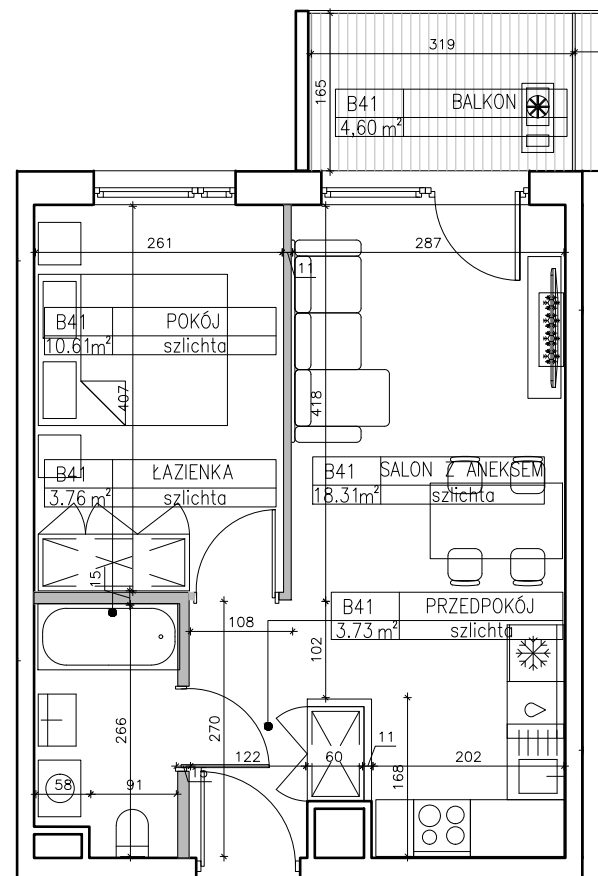 319
165
B41 BALKON
4,60 m²
261
287
11
B41 POKÓJ
10.61m² szlichta
407
418
B41 ŁAZIENKA
3.76 m² szlichta
B41 SALON Z ANEKSEM
18.31m² szlichta
15
B41 PRZEDPOKÓJ
3.73 m² szlichta
108
102
266
270
122
60
11
202
15
168
58
91